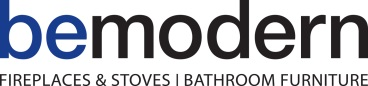 bemodern
FIREPLACES & STOVES | BATHROOM FURNITURE